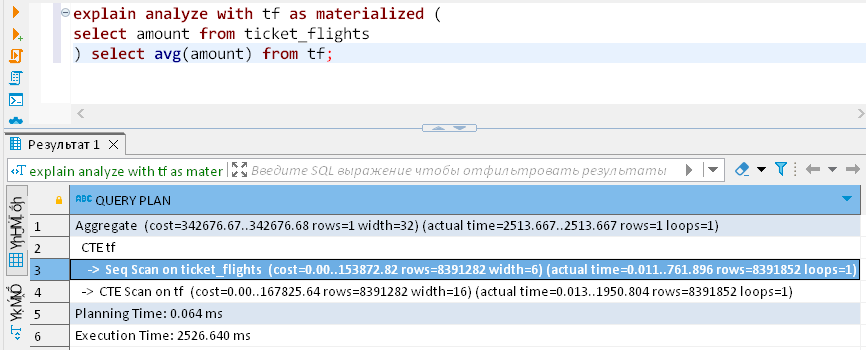 explain analyze with tf as materialized (
select amount from ticket_flights
) select avg(amount) from tf;
Результат 1
explain analyze with tf as mater
Введите SQL выражение чтобы отфильтровать результаты
ABC QUERY PLAN
1 Aggregate (cost=342676.67..342676.68 rows=1 width=32) (actual time=2513.667..2513.667 rows=1 loops=1)
2 CTE tf
3 -> Seq Scan on ticket_flights (cost=0.00..153872.82 rows=8391282 width=6) (actual time=0.011..761.896 rows=8391852 loops=1)
4 -> CTE Scan on tf (cost=0.00..167825.64 rows=8391282 width=16) (actual time=0.013..1950.804 rows=8391852 loops=1)
5 Planning Time: 0.064 ms
6 Execution Time: 2526.640 ms